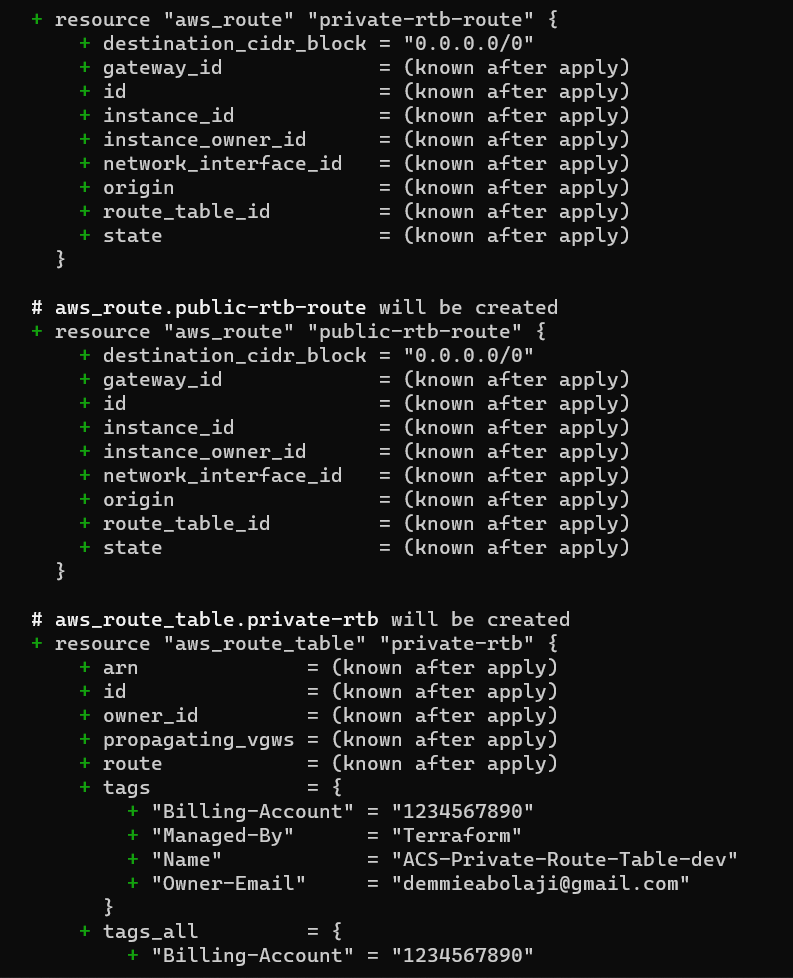 + resource "aws_route" "private-rtb-route" {
+ destination_cidr_block = "0.0.0.0/0"
+ gateway_id = (known after apply)
+ id = (known after apply)
+ instance_id = (known after apply)
+ instance_owner_id = (known after apply)
+ network_interface_id = (known after apply)
+ origin = (known after apply)
+ route_table_id = (known after apply)
+ state = (known after apply)
}
# aws_route.public-rtb-route will be created
+ resource "aws_route" "public-rtb-route" {
+ destination_cidr_block = "0.0.0.0/0"
+ gateway_id = (known after apply)
+ id = (known after apply)
+ instance_id = (known after apply)
+ instance_owner_id = (known after apply)
+ network_interface_id = (known after apply)
+ origin = (known after apply)
+ route_table_id = (known after apply)
+ state = (known after apply)
}
# aws_route_table.private-rtb will be created
+ resource "aws_route_table" "private-rtb" {
+ arn = (known after apply)
+ id = (known after apply)
+ owner_id = (known after apply)
+ propagating_vgws = (known after apply)
+ route = (known after apply)
+ tags = {
+ "Billing-Account" = "1234567890"
+ "Managed-By" = "Terraform"
+ "Name" = "ACS-Private-Route-Table-dev"
+ "Owner-Email" = "demmieabolaji@gmail.com"
}
+ tags_all = {
+ "Billing-Account" = "1234567890"